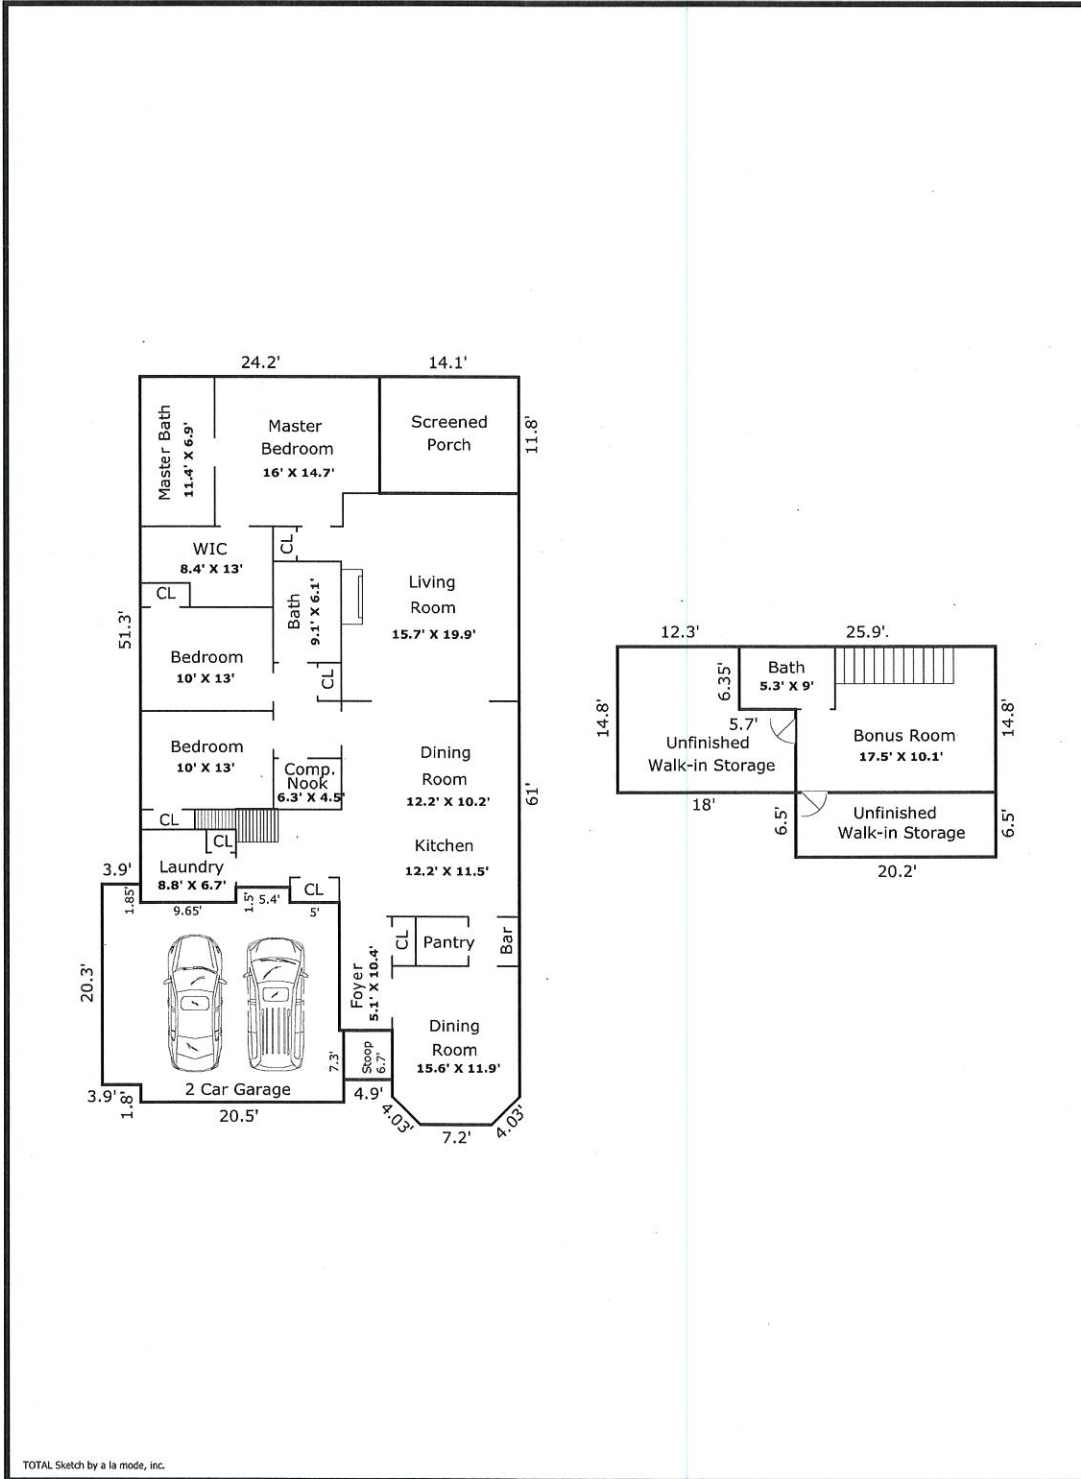 24.2'
14.1'
Master Bath
11.4' X 6.9'
Master
Bedroom
16' X 14.7'
Screened
Porch
11.8'
WIC
8.4' X 13'
CL
CL
51.3'
Bath
9.1' X 6.1'
Living
Room
15.7' X 19.9'
Bedroom
10' X 13'
CL
Bedroom
10' X 13'
Comp.
Nook
6.3' X 4.5'
Dining
Room
12.2' X 10.2'
61'
CL
CL
Kitchen
12.2' X 11.5'
Laundry
8.8' X 6.7'
3.9'
1.85'
9.65'
1.5'
5.4'
CL
5'
CL
Pantry
Bar
20.3'
Foyer
5.1' X 10.4'
Dining
Room
15.6' X 11.9'
7.3'
Stoop
6.7'
2 Car Garage
3.9'
1.8'
20.5'
4.9'
4.03'
7.2'
4.03'
12.3'
25.9'.
14.8'
6.35'
Bath
5.3' X 9'
5.7'
Unfinished
Walk-in Storage
Bonus Room
17.5' X 10.1'
14.8'
18'
6.5'
Unfinished
Walk-in Storage
6.5'
20.2'
TOTAL Sketch by a la mode, inc.